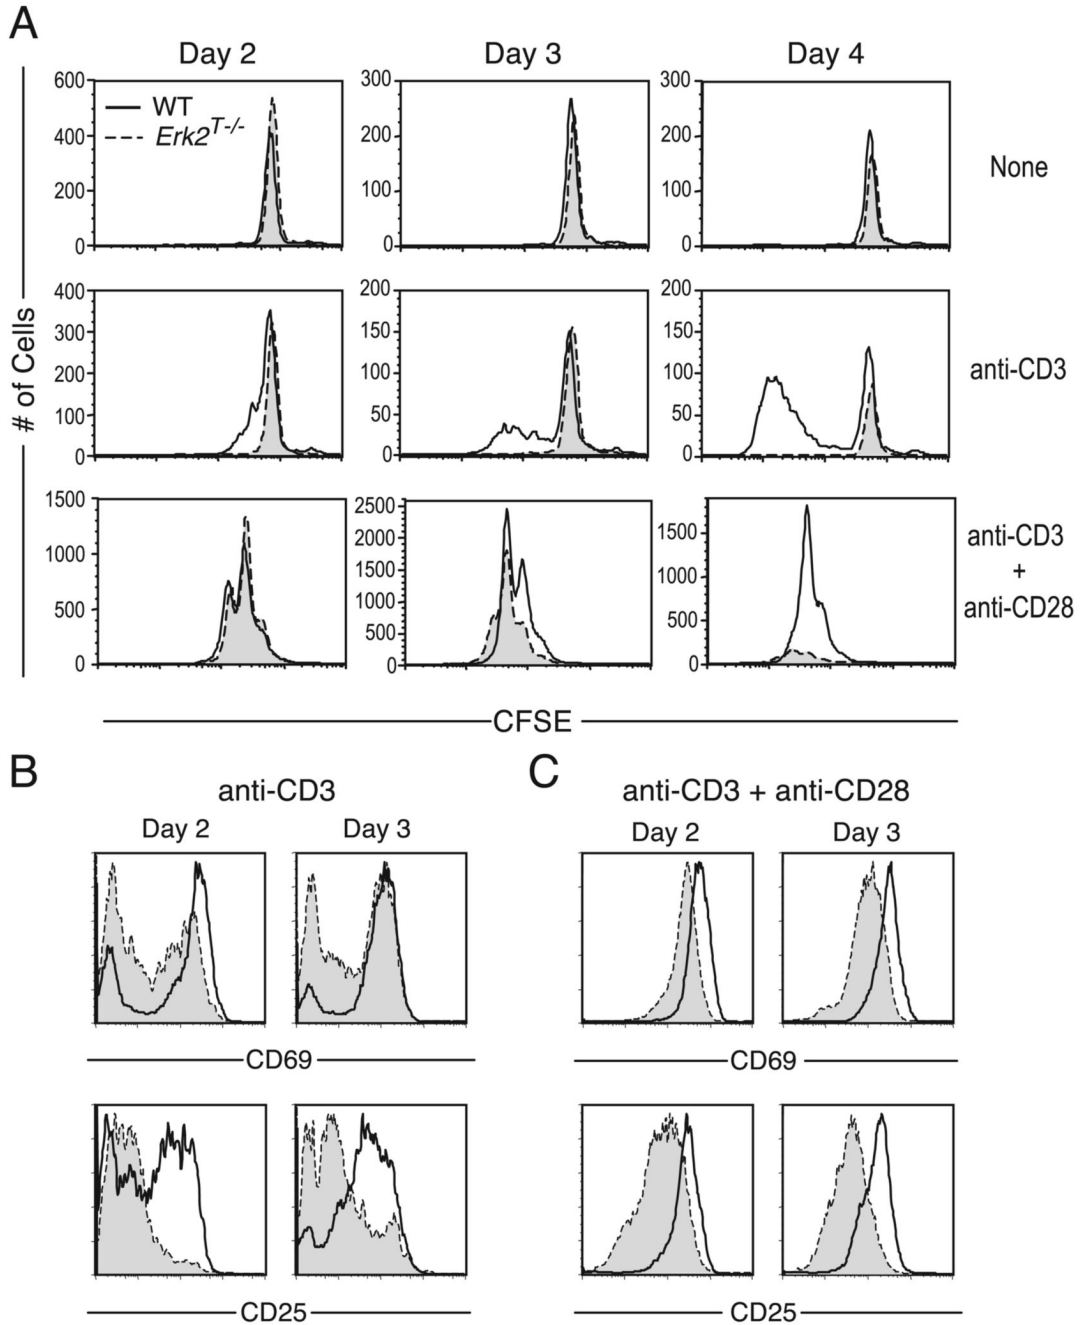 A
Day 2 Day 3 Day 4
600 400 200 0
300 200 100 0
300 200 100 0
WT
Erk2T-/-
None
400 300 200 100 0
200 150 100 50 0
200 150 100 50 0
anti-CD3
1500 1000 500 0
2500 2000 1500 1000 500 0
1500 1000 500 0
anti-CD3
+
anti-CD28
# of Cells
CFSE
B
anti-CD3
Day 2 Day 3
CD69
CD25
C
anti-CD3 + anti-CD28
Day 2 Day 3
CD69
CD25